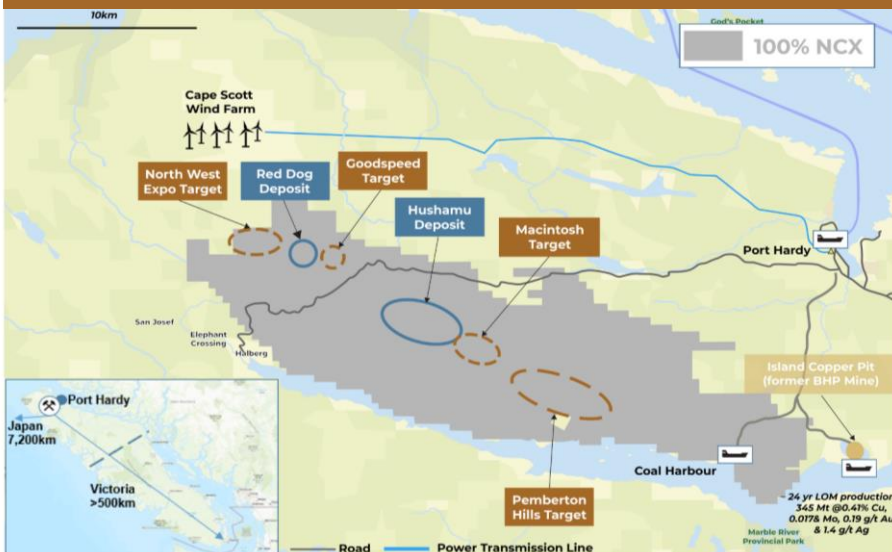 10km
God's Pocket
100% NCX
Cape Scott
Wind Farm
North West
Expo Target
Red Dog
Deposit
Goodspeed
Target
Hushamu
Deposit
Macintosh
Target
Port Hardy
San Josef
Elephant
Crossing
Halberg
Island Copper Pit
(former BHP Mine)
Port Hardy
Japan
7,200km
Victoria
>500km
Coal Harbour
Pemberton
Hills Target
- 24 yr LOM production
345 Mt @0.41% Cu,
0.017& Mo, 0.19 g/t Au
& 1.4 g/t Ag
Marble River
Provincial Park
Road
Power Transmission Line